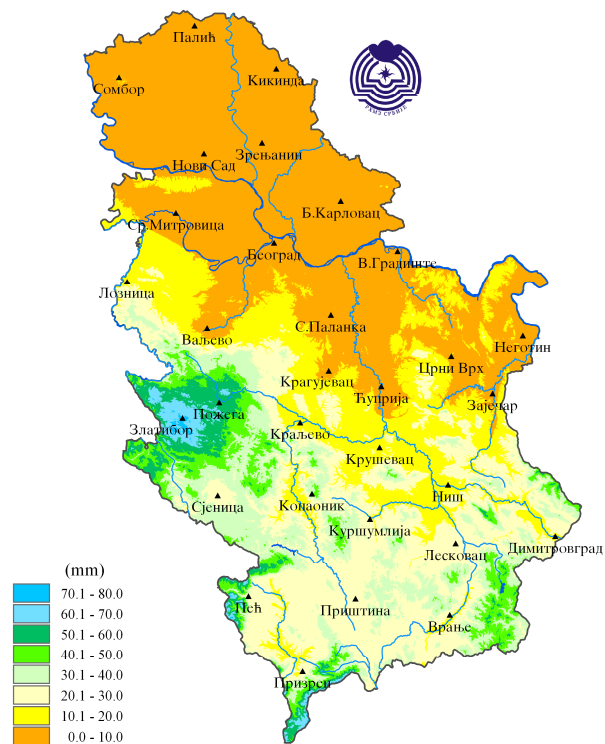 Палић
Кикинда
Сомбор
РХМЗ СРБИЈЕ
Зрењанин
Нови Сад
Б.Карловац
Ср.Митровица
Београд
В.Градиште
Лозница
С.Паланка
Ваљево
Неготин
Црни Врх
Крагујевац
Ћуприја
Зајечар
Пожега
Златибор
Краљево
Крушевац
Ниш
Сјеница
Копаоник
Куршумлија
Димитровград
Лесковац
(mm)
70.1 - 80.0
Пећ
Приштина
60.1 - 70.0
Врање
50.1 - 60.0
40.1 - 50.0
30.1 - 40.0
Призрен
20.1 - 30.0
10.1 - 20.0
0.0 - 10.0